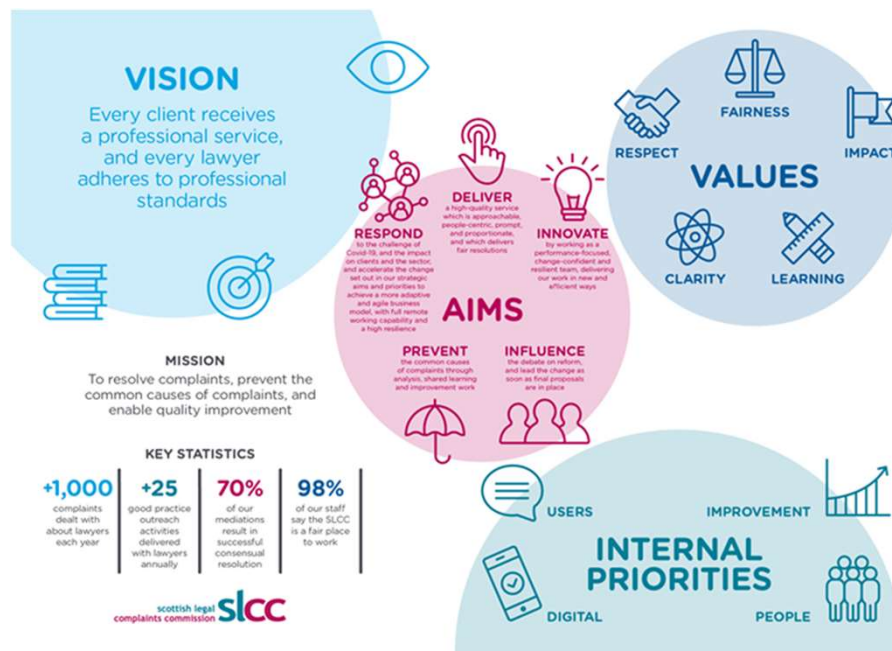 VISION
Every client receives
a professional service,
and every lawyer
adheres to professional
standards
MISSION
To resolve complaints, prevent the
common causes of complaints, and
enable quality improvement
KEY STATISTICS
+1,000
complaints
dealt with
about lawyers
each year
+25
good practice
outreach
activities
delivered
with lawyers
annually
70%
of our
mediations
result in
successful
consensual
resolution
98%
of our staff
say the SLCC
is a fair place
to work
scottish legal
complaints commission
slcc
AIMS
RESPOND
to the challenge of
Covid-19, and the impact
on clients and the sector,
and accelerate the change
set out in our strategic
aims and priorities to
achieve a more adaptive
and agile business
model, with full remote
working capability and
a high resilience
DELIVER
a high-quality service
which is approachable,
people-centric, prompt,
and proportionate,
and which delivers
fair resolutions
INNOVATE
by working as a
performance-focused,
change-confident and
resilient team, delivering
our work in new and
efficient ways
PREVENT
the common causes
of complaints through
analysis, shared learning
and improvement work
INFLUENCE
the debate on reform,
and lead the change as
soon as final proposals
are in place
VALUES
RESPECT
FAIRNESS
IMPACT
CLARITY
LEARNING
INTERNAL
PRIORITIES
USERS
IMPROVEMENT
DIGITAL
PEOPLE